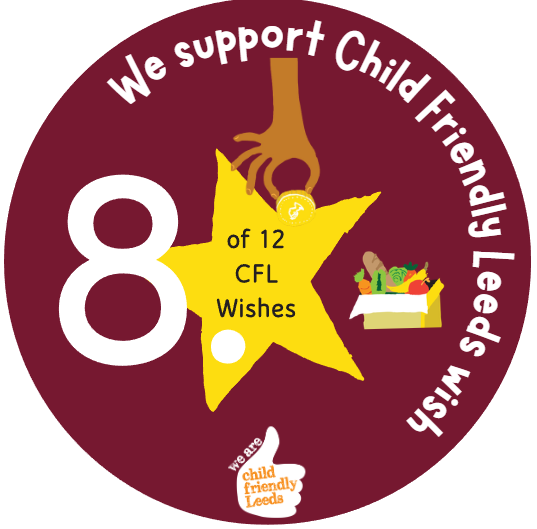 We support Child Friendly Leeds wish
8
of 12
CFL
Wishes
we are
child
friendly
Leeds